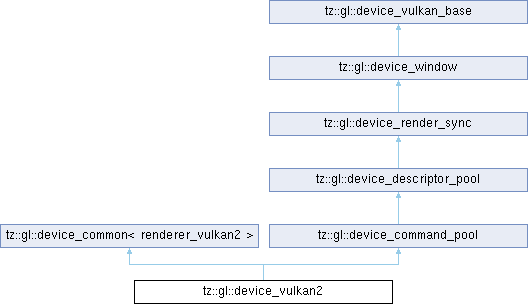 tz::gl::device_vulkan_base
tz::gl::device_window
tz::gl::device_render_sync
tz::gl::device_descriptor_pool
tz::gl::device_common< renderer_vulkan2 >
tz::gl::device_command_pool
tz::gl::device_vulkan2